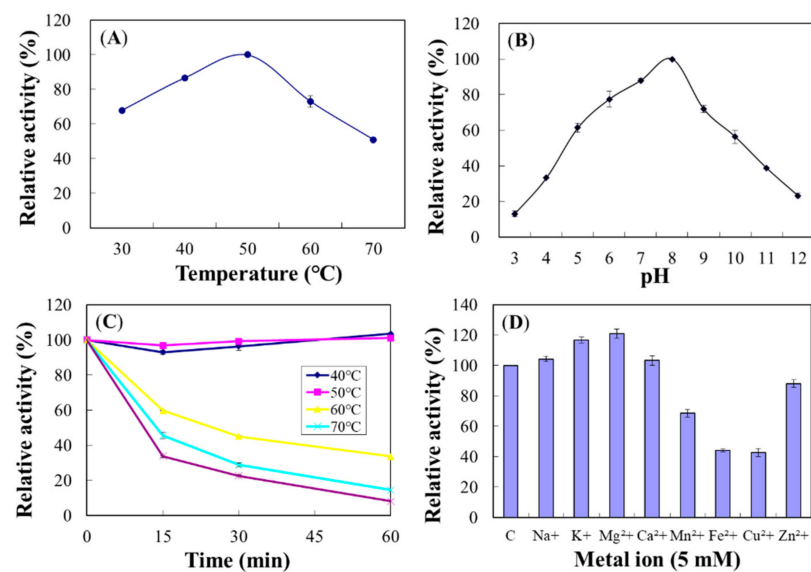 (A)
Relative activity (%)
120
100
80
60
40
20
0
30 40 50 60 70
Temperature (°C)
(B)
Relative activity (%)
120
100
80
60
40
20
0
3 4 5 6 7 8 9 10 11 12
pH
(C)
Relative activity (%)
120
100
80
60
40
20
0
40°C
50°C
60°C
70°C
0 15 30 45 60
Time (min)
(D)
Relative activity (%)
140
120
100
80
60
40
20
0
C Na+ K+ Mg²+ Ca²+ Mn²+ Fe²+ Cu²+ Zn²+
Metal ion (5 mM)